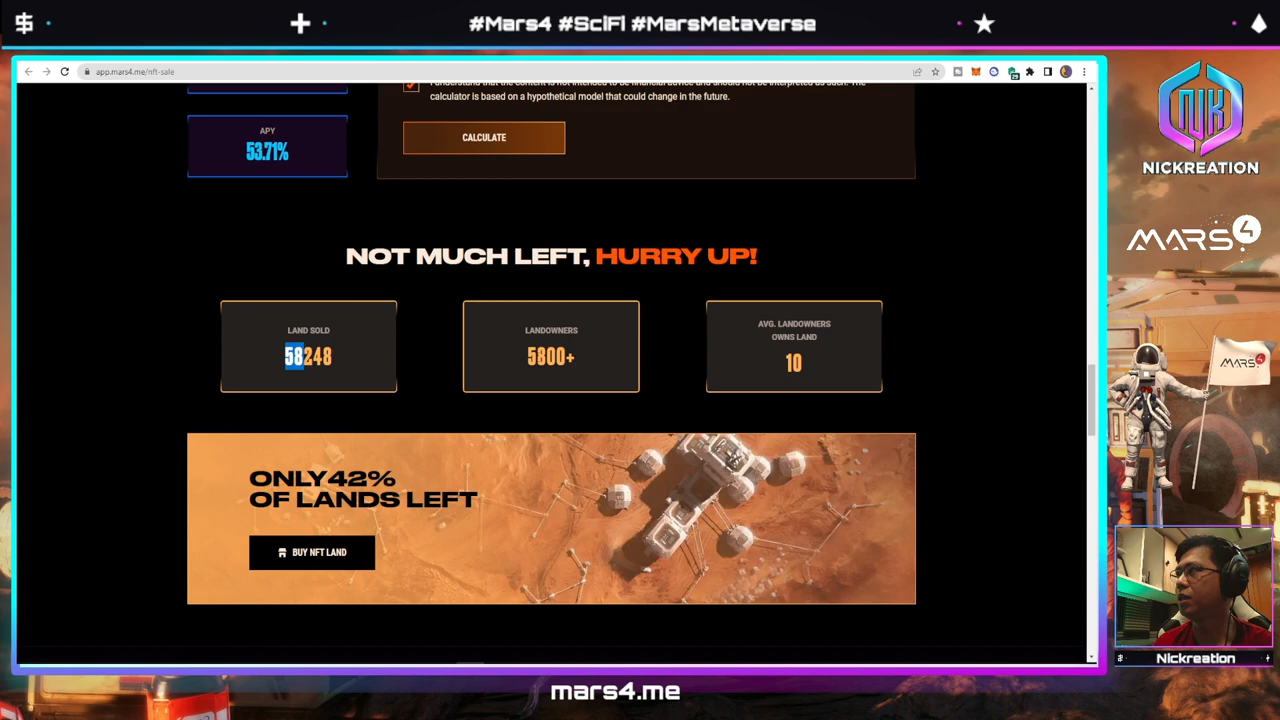 #Mars4 #SciFi #MarsMetaverse
app.mars4.me/nft-sale
I understand that the content is not intended to be financial advice and should not be interpreted as such. The
calculator is based on a hypothetical model that could change in the future.
CALCULATE
APY
53.71%
NOT MUCH LEFT, HURRY UP!
LAND SOLD
58248
LANDOWNERS
5800+
AVG. LANDOWNERS
OWNS LAND
10
ONLY42%
OF LANDS LEFT
BUY NFT LAND
NIK
NICKREATION
MARS4
MARS4
Nickreation
mars4.me